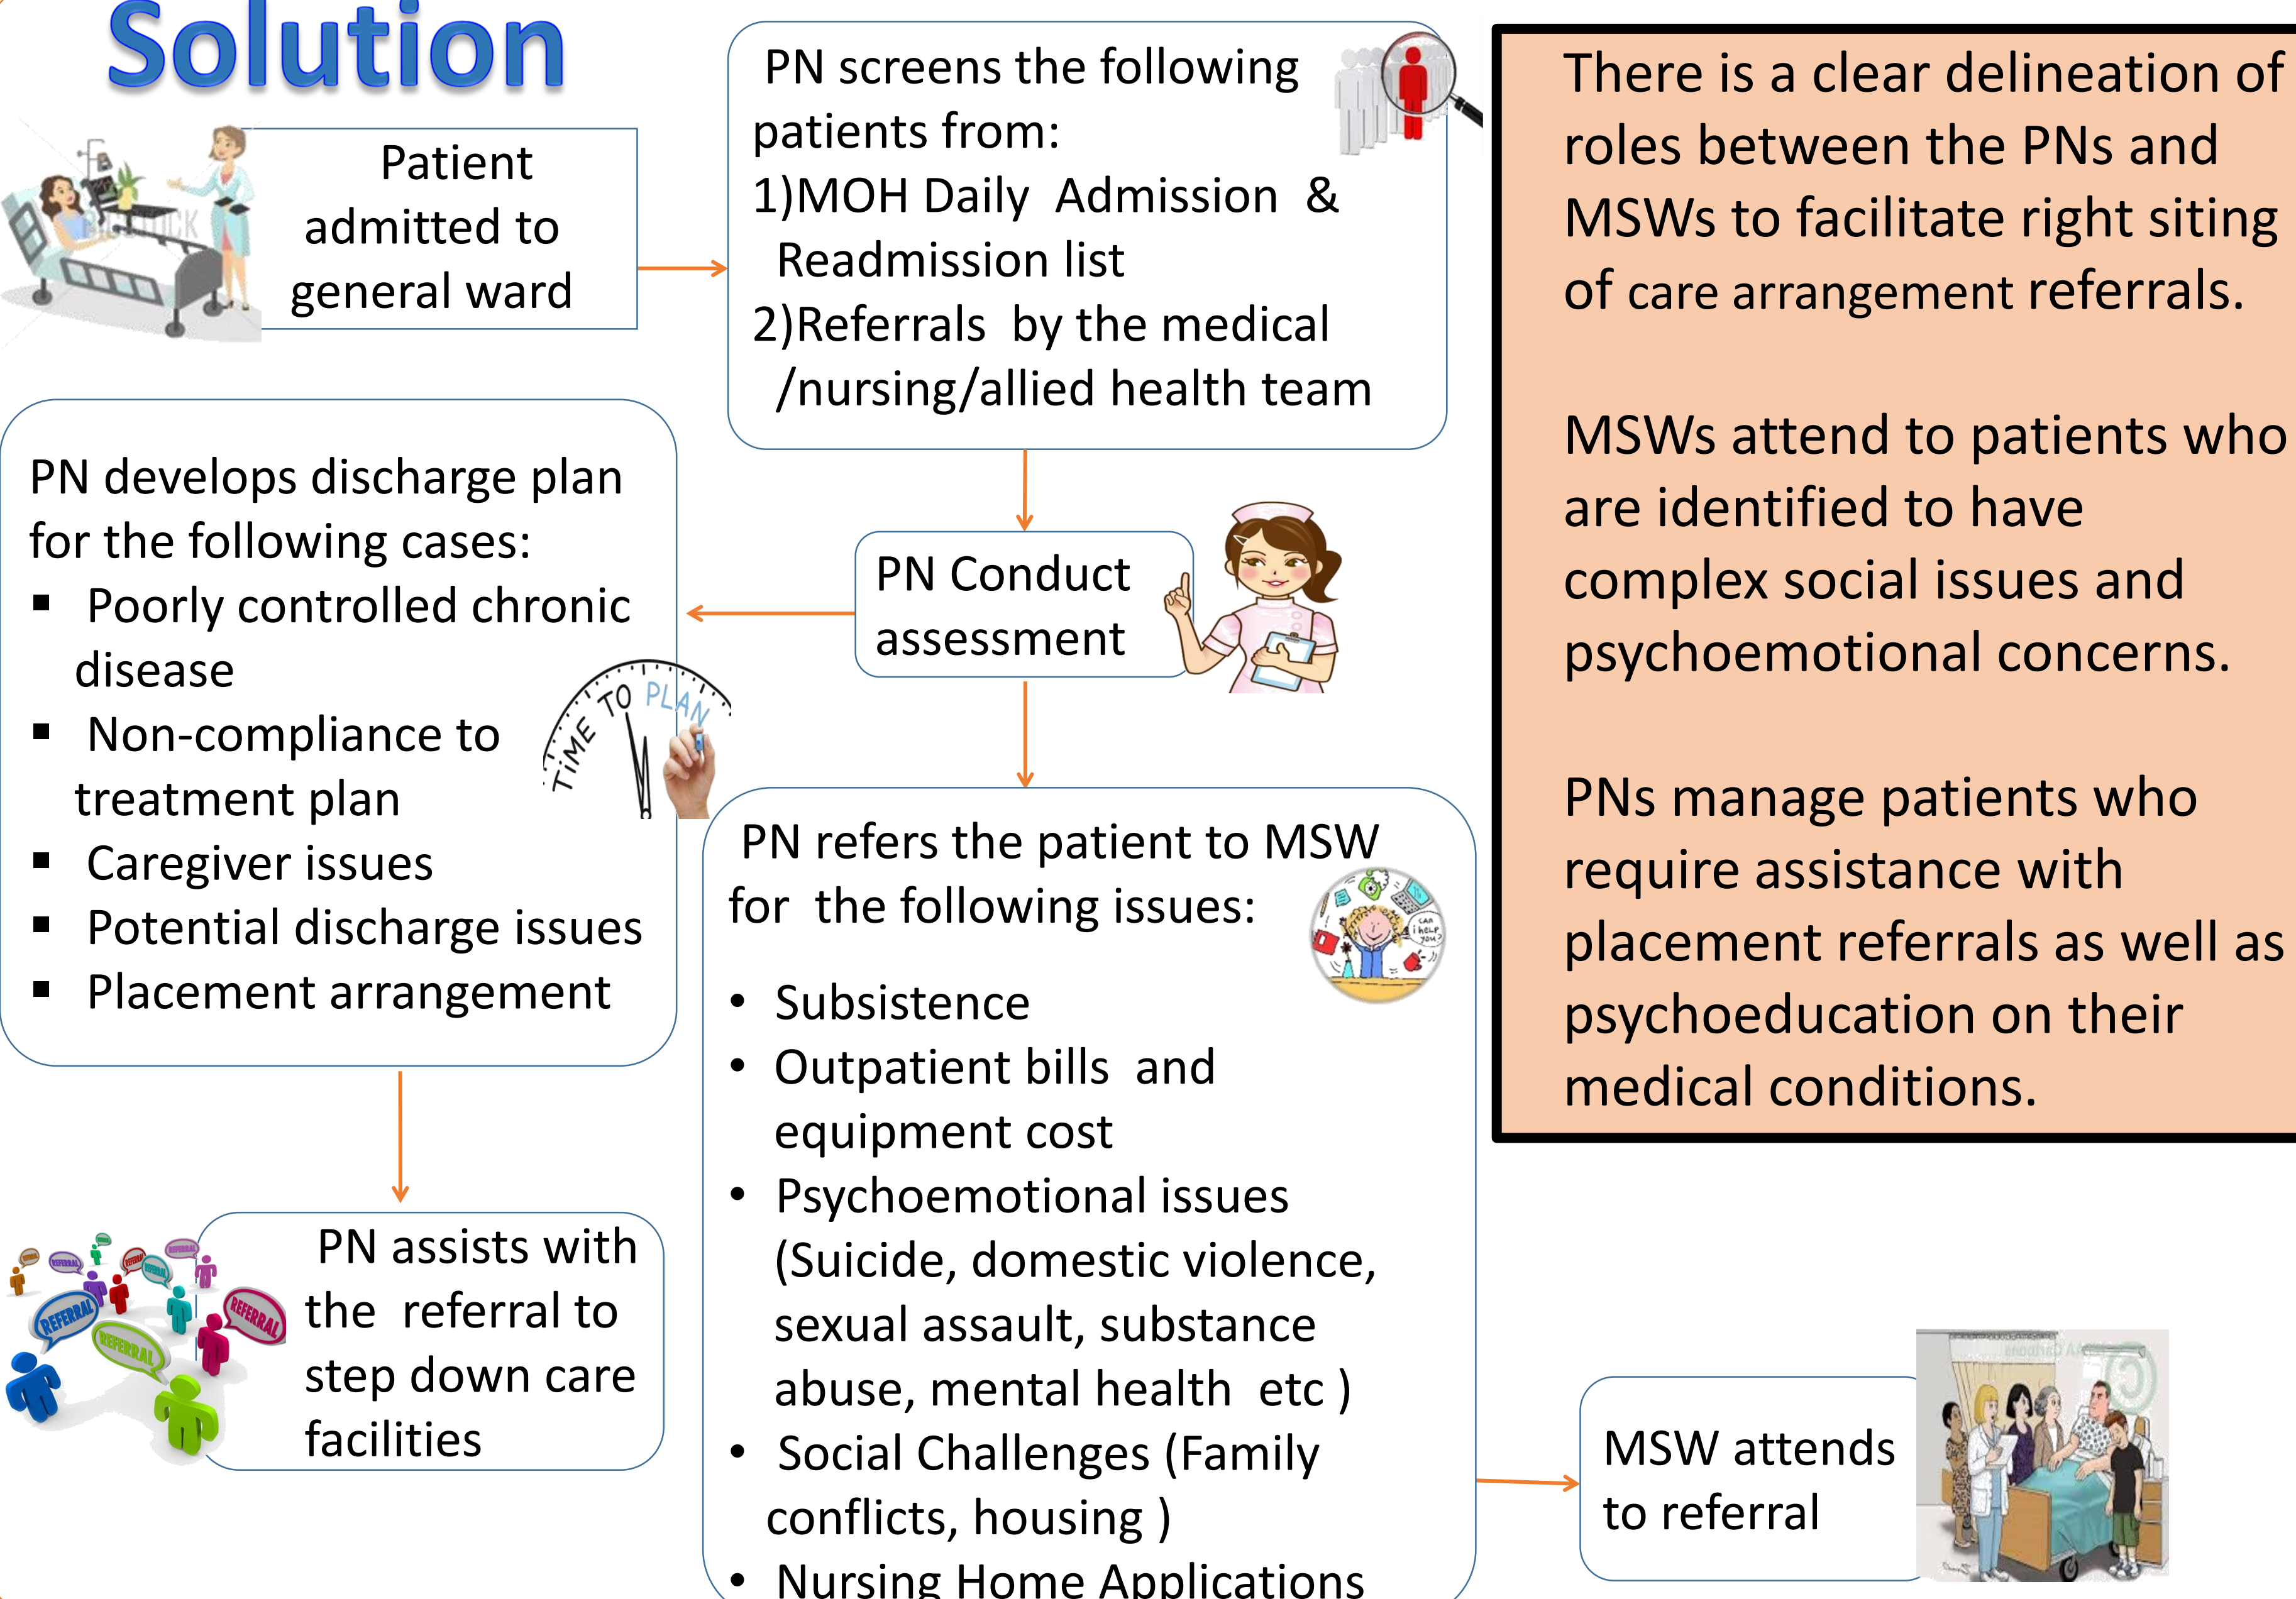 Solution
Patient
admitted to
general ward
PN screens the following
patients from:
1)MOH Daily Admission &
Readmission list
2)Referrals by the medical
/nursing/allied health team
PN Conduct
assessment
PN develops discharge plan
for the following cases:
▪ Poorly controlled chronic
disease
▪ Non-compliance to
treatment plan
▪ Caregiver issues
▪ Potential discharge issues
▪ Placement arrangement
TIME TO PLAN
PN assists with
the referral to
step down care
facilities
REFERRAL
REFERRAL
REFERRAL
REFERRAL
REFERRAL
REFERRAL
PN refers the patient to MSW
for the following issues:
CAN
i HELP
YOU?
• Subsistence
• Outpatient bills and
equipment cost
• Psychoemotional issues
(Suicide, domestic violence,
sexual assault, substance
abuse, mental health etc )
• Social Challenges (Family
conflicts, housing )
• Nursing Home Applications
MSW attends
to referral
There is a clear delineation of
roles between the PNs and
MSWs to facilitate right siting
of care arrangement referrals.
MSWs attend to patients who
are identified to have
complex social issues and
psychoemotional concerns.
PNs manage patients who
require assistance with
placement referrals as well as
psychoeducation on their
medical conditions.